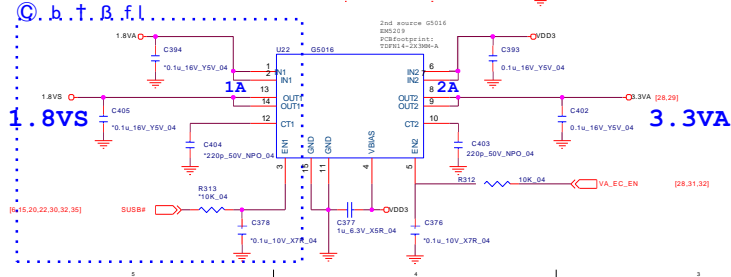 © b † ß f l
2nd source G5016
EM5209
PCBfootprint:
TDFN14-2X3MM-A
1.8VA
C394
*0.1u_16V_Y5V_04
U22
G5016
VDD3
C393
0.1u_16V_Y5V_04
1
2
IN1
IN1
IN2
IN2
6
7
1A
2A
1.8VS
13
14
OUT1
OUT1
OUT2
OUT2
8
9
3.3VA
[28,29]
1.8VS
3.3VA
C405
*0.1u_16V_Y5V_04
C402
0.1u_16V_Y5V_04
12
CT1
CT2
10
C404
*220p_50V_NPO_04
C403
220p_50V_NPO_04
EN1
GND
GND
VBIAS
EN2
3
15
11
4
5
R313
*10K_04
R312
10K_04
VA_EC_EN
[28,31,32]
[6,15,20,22,30,32,35]
SUSB#
C378
*0.1u_10V_X7R_04
C377
1u_6.3V_X5R_04
VDD3
C376
*0.1u_10V_X7R_04
5
4
3